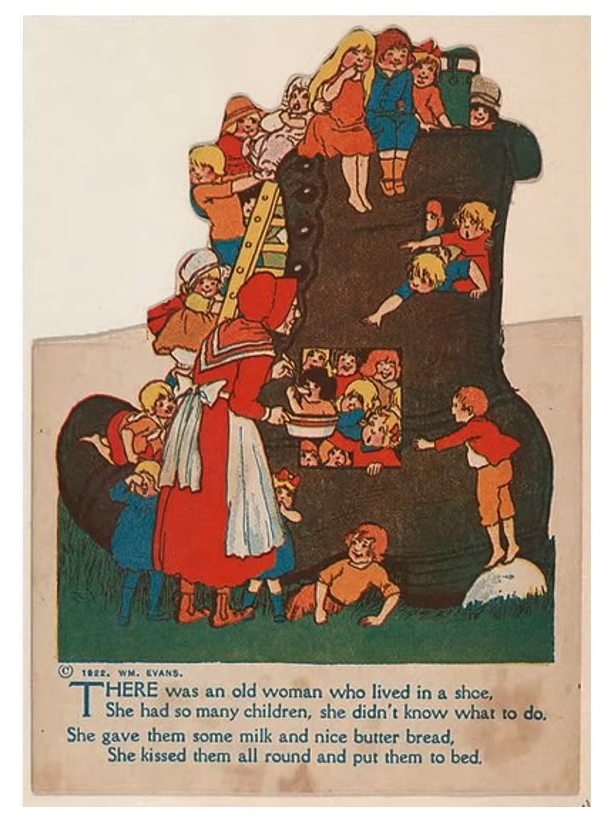 © 1922. WM. EVANS.
THERE was an old woman who lived in a shoe,
She had so many children, she didn't know what to do.
She gave them some milk and nice butter bread,
She kissed them all round and put them to bed.